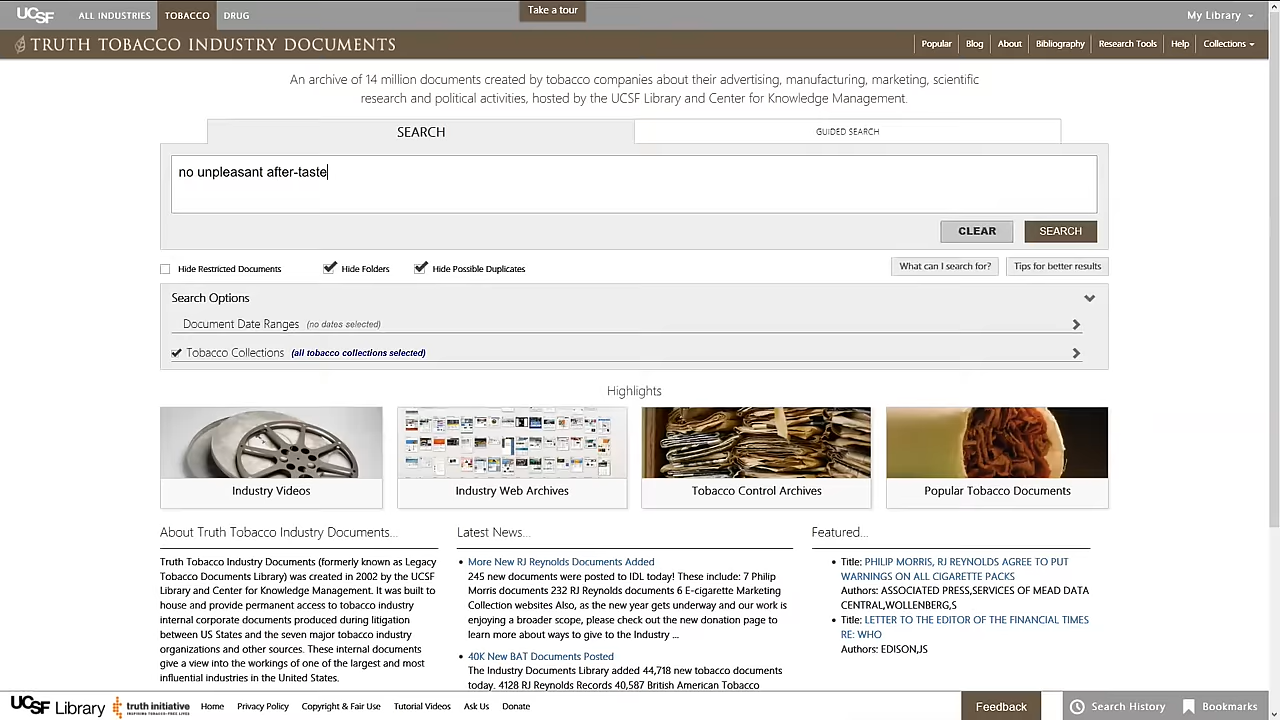 UCSF ALL INDUSTRIES TOBACCO DRUG Take a tour My Library
TRUTH TOBACCO INDUSTRY DOCUMENTS Popular Blog About Bibliography Research Tools Help Collections
An archive of 14 million documents created by tobacco companies about their advertising, manufacturing, marketing, scientific
research and political activities, hosted by the UCSF Library and Center for Knowledge Management.
SEARCH GUIDED SEARCH
no unpleasant after-taste
CLEAR SEARCH
Hide Restricted Documents Hide Folders Hide Possible Duplicates What can I search for? Tips for better results
Search Options
Document Date Ranges (no dates selected)
Tobacco Collections (all tobacco collections selected)
Highlights
Industry Videos Industry Web Archives Tobacco Control Archives Popular Tobacco Documents
About Truth Tobacco Industry Documents...
Truth Tobacco Industry Documents (formerly known as Legacy
Tobacco Documents Library) was created in 2002 by the UCSF
Library and Center for Knowledge Management. It was built to
house and provide permanent access to tobacco industry
internal corporate documents produced during litigation
between US States and the seven major tobacco industry
organizations and other sources. These internal documents
give a view into the workings of one of the largest and most
influential industries in the United States.
Latest News...
• More New RJ Reynolds Documents Added
245 new documents were posted to IDL today! These include: 7 Philip
Morris documents 232 RJ Reynolds documents 6 E-cigarette Marketing
Collection websites Also, as the new year gets underway and our work is
enjoying a broader scope, please check out the new donation page to
learn more about ways to give to the Industry ...
• 40K New BAT Documents Posted
The Industry Documents Library added 44,718 new tobacco documents
today. 4128 RJ Reynolds Records 40,587 British American Tobacco
Featured...
• Title: PHILIP MORRIS, RJ REYNOLDS AGREE TO PUT
WARNINGS ON ALL CIGARETTE PACKS
Authors: ASSOCIATED PRESS,SERVICES OF MEAD DATA
CENTRAL,WOLLENBERG,S
• Title: LETTER TO THE EDITOR OF THE FINANCIAL TIMES
RE: WHO
Authors: EDISON,JS
UCSF Library truth initiative Home Privacy Policy Copyright & Fair Use Tutorial Videos Ask Us Donate Feedback Search History Bookmarks
INSPIRING TOBACCO-FREE LIVES